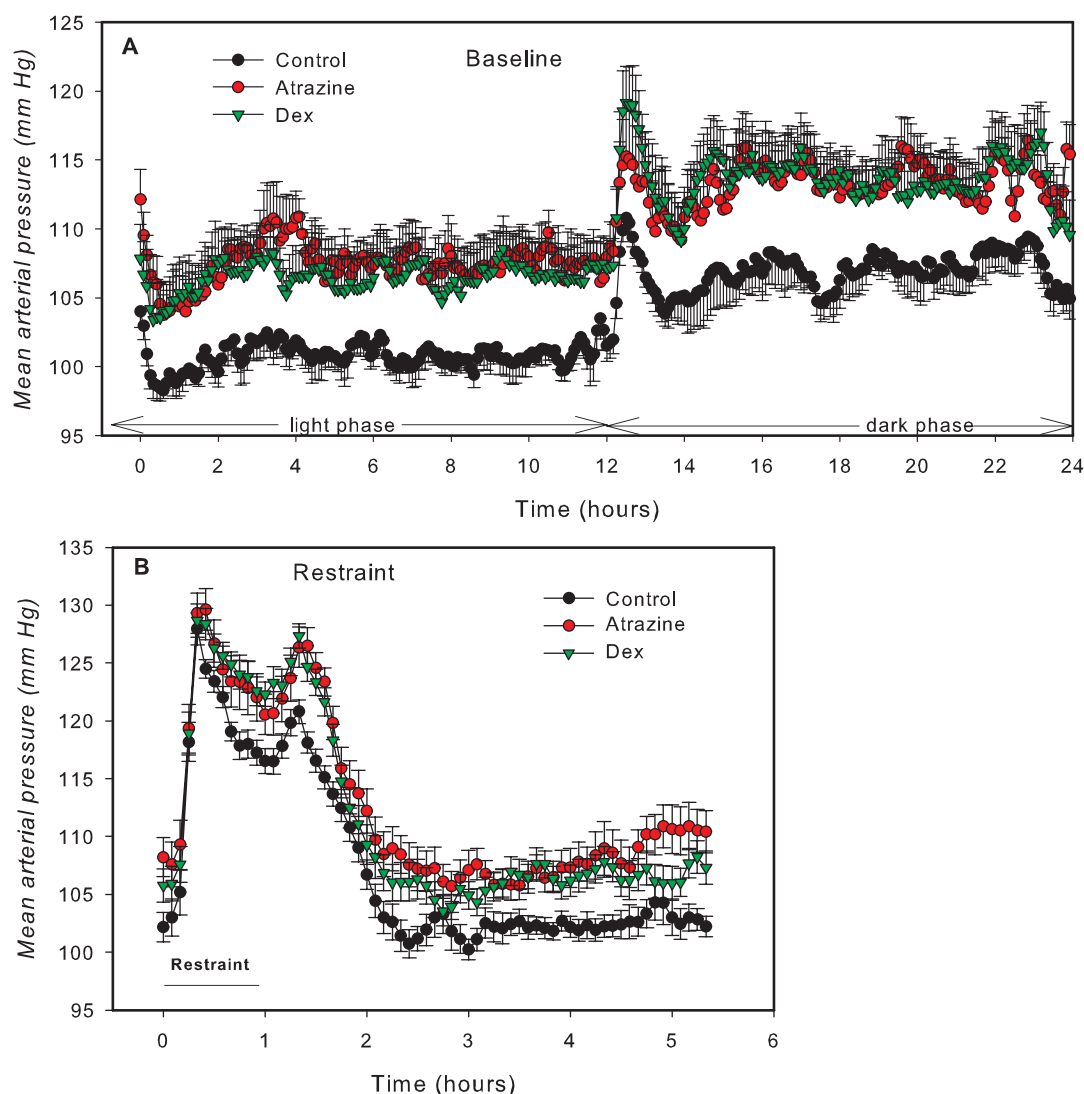 A
Baseline
Control
Atrazine
Dex
Mean arterial pressure (mm Hg)
125
120
115
110
105
100
95
light phase
dark phase
0 2 4 6 8 10 12 14 16 18 20 22 24
Time (hours)
B
Restraint
Control
Atrazine
Dex
Mean arterial pressure (mm Hg)
135
130
125
120
115
110
105
100
95
Restraint
0 1 2 3 4 5 6
Time (hours)